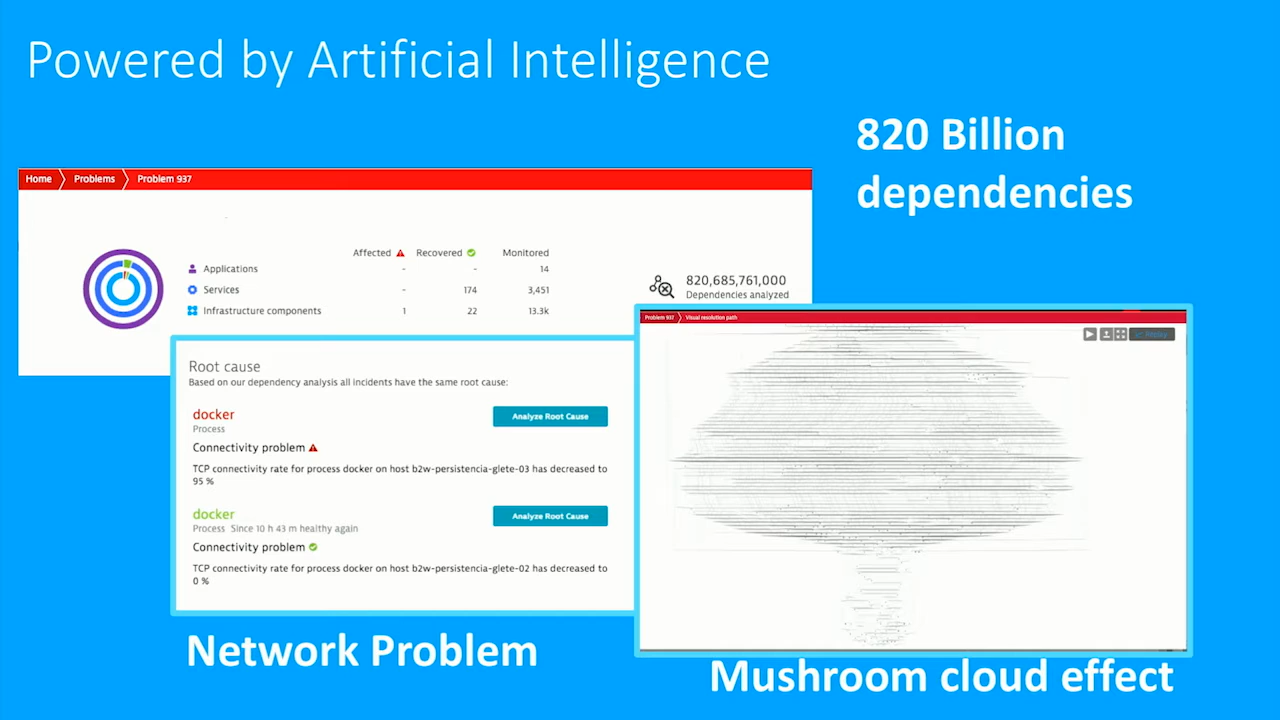 Powered by Artificial Intelligence
820 Billion
dependencies
Home Problems Problem 937
Affected Recovered Monitored
Applications - - 14
Services - 174 3,451
Infrastructure components 1 22 13.3k
820,685,761,000
Dependencies analyzed
Root cause
Based on our dependency analysis all incidents have the same root cause:
docker
Analyze Root Cause
Process
Connectivity problem
TCP connectivity rate for process docker on host b2w-persistencia-glete-03 has decreased to
95 %
docker
Analyze Root Cause
Process Since 10 h 43 m healthy again
Connectivity problem
TCP connectivity rate for process docker on host b2w-persistencia-glete-02 has decreased to
0 %
Problem 937 Visual resolution path
Network Problem
Mushroom cloud effect